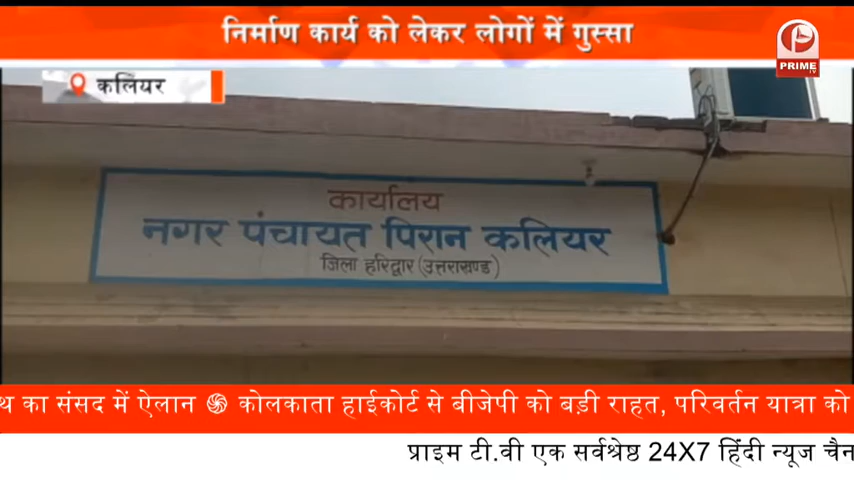 निर्माण कार्य को लेकर लोगों में गुस्सा
PRIME
TV
कलियर
कार्यालय
नगर पंचायत पिरान कलियर
जिला हरिद्वार (उत्तराखण्ड)
थ का संसद में ऐलान ֍ कोलकाता हाईकोर्ट से बीजेपी को बड़ी राहत, परिवर्तन यात्रा को
प्राइम टी.वी एक सर्वश्रेष्ठ 24X7 हिंदी न्यूज चैन